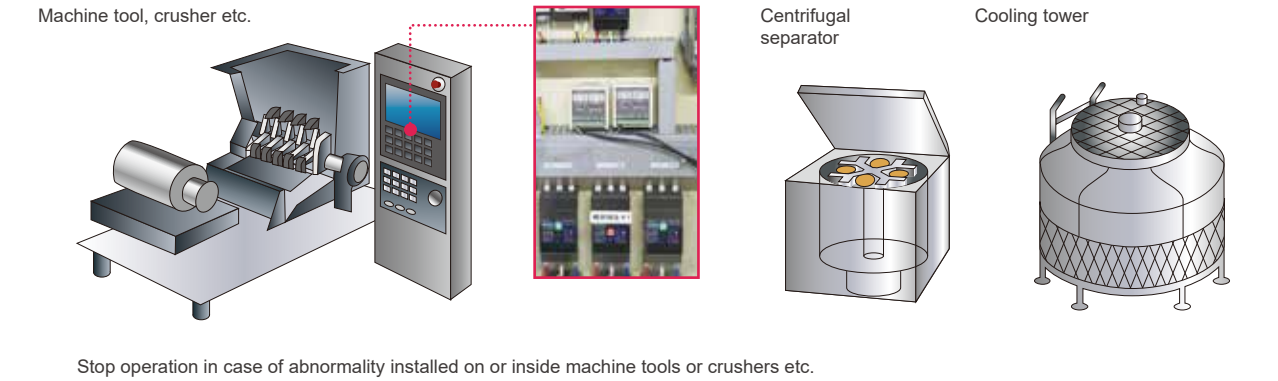 Machine tool, crusher etc.
Centrifugal
separator
Cooling tower
Stop operation in case of abnormality installed on or inside machine tools or crushers etc.